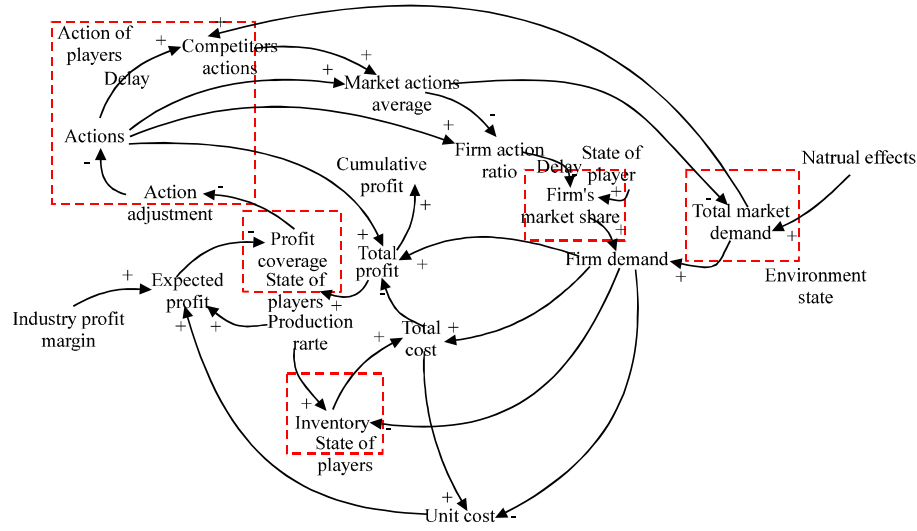 Action of
players
+
Competitors
actions
+
Delay
+
+
Market actions
average
-
Actions
-
+
Firm action
ratio
Delay
-
State of
player
+
Natrual effects
Cumulative
profit
+
Action
adjustment
-
Firm's
market share
+
-
Total market
demand
+
Profit
coverage
-
State of
players
+
+
Total
profit
+
-
Firm demand
+
Environment
state
+
Expected
profit
+
+
Industry profit
margin
Production
rarte
Total
cost
+
+
+
Inventory
-
State of
players
+
Unit cost
-